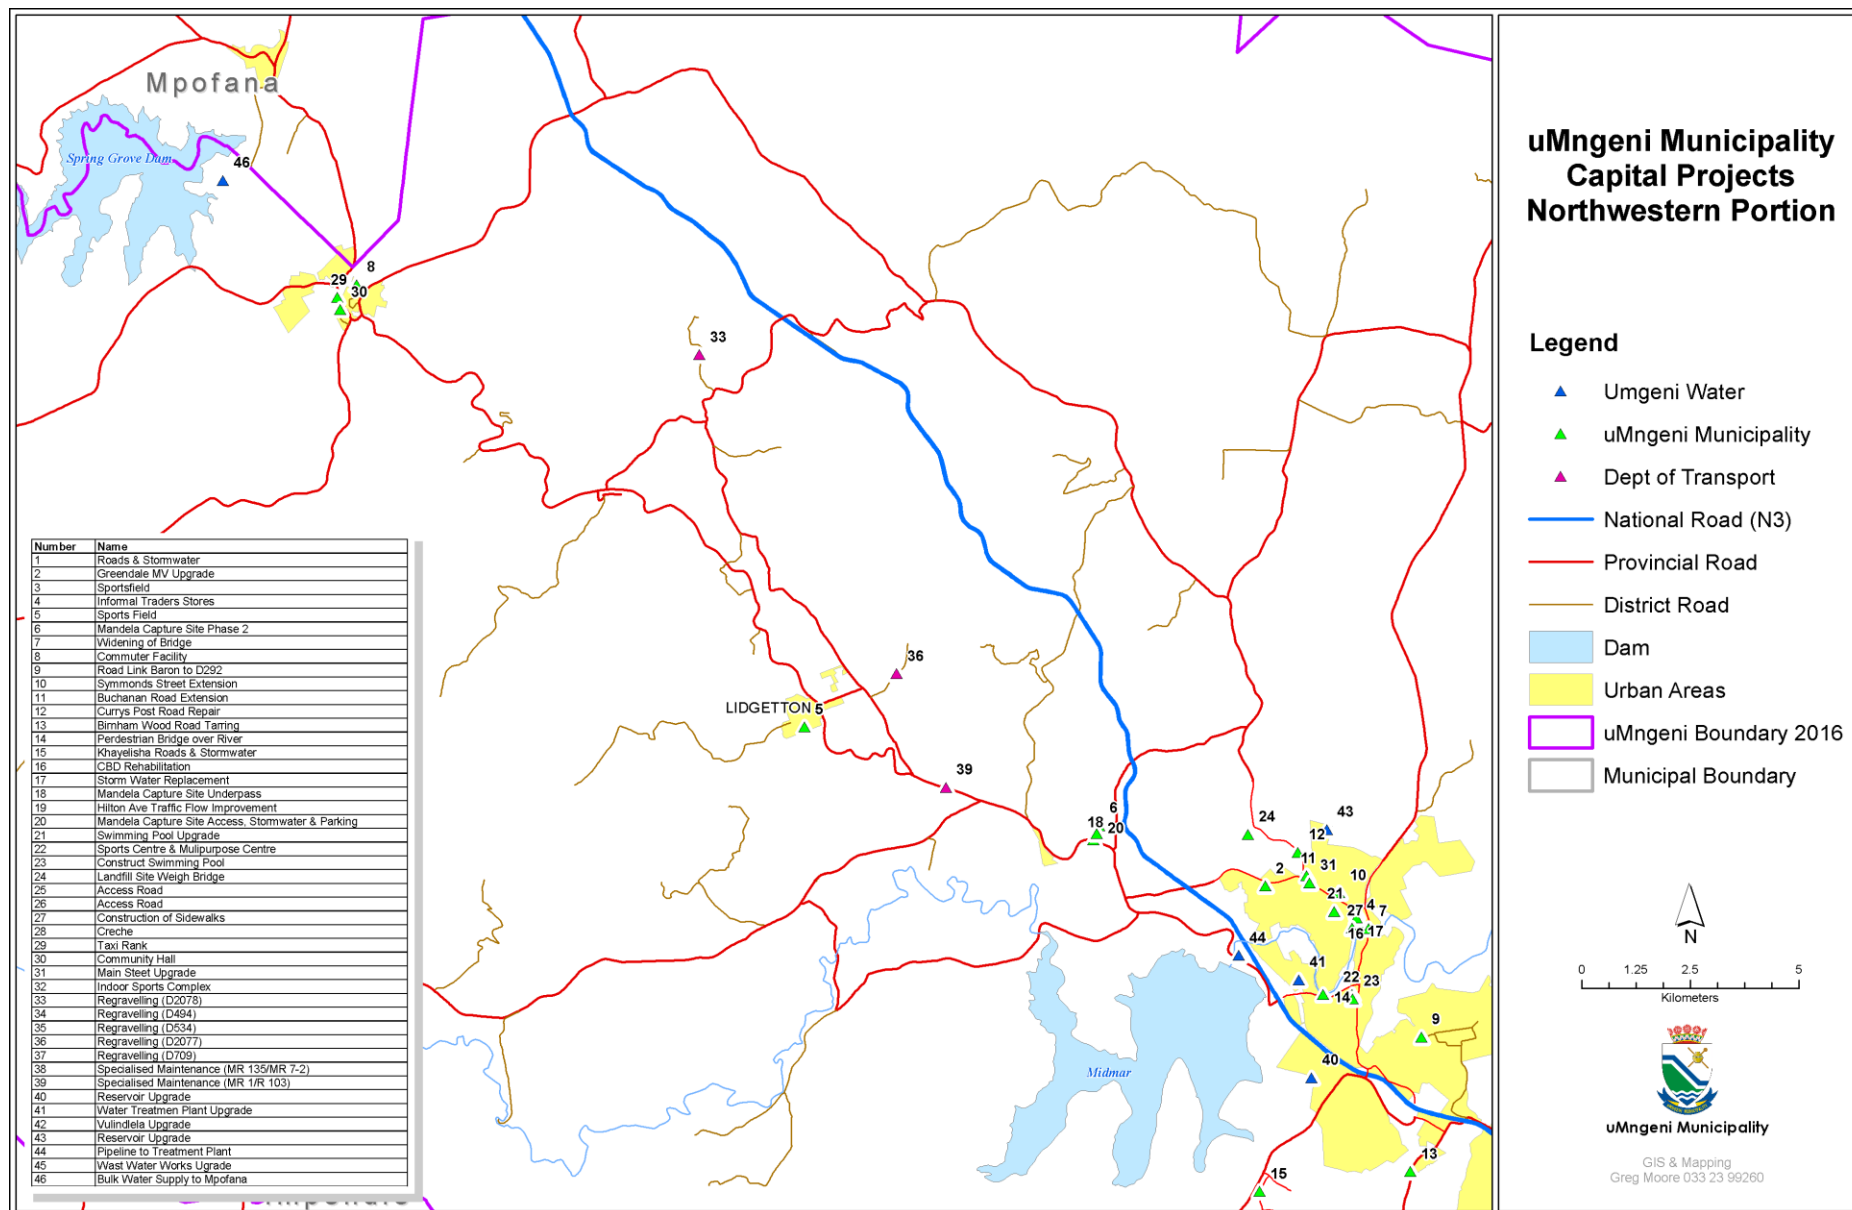 Mpofana
Spring Grove Dam
46
8
29
30
33
36
LIDGETTON 5
39
6
18
20
24
43
12
11
31
2
10
21
4
27
7
16
17
44
41
22
23
14
9
40
Midmar
13
15
Number Name
1 Roads & Stormwater
2 Greendale MV Upgrade
3 Sportsfield
4 Informal Traders Stores
5 Sports Field
6 Mandela Capture Site Phase 2
7 Widening of Bridge
8 Commuter Facility
9 Road Link Baron to D292
10 Symmonds Street Extension
11 Buchanan Road Extension
12 Currys Post Road Repair
13 Birnham Wood Road Tarring
14 Perdestrian Bridge over River
15 Khayelisha Roads & Stormwater
16 CBD Rehabilitation
17 Storm Water Replacement
18 Mandela Capture Site Underpass
19 Hilton Ave Traffic Flow Improvement
20 Mandela Capture Site Access, Stormwater & Parking
21 Swimming Pool Upgrade
22 Sports Centre & Mulipurpose Centre
23 Construct Swimming Pool
24 Landfill Site Weigh Bridge
25 Access Road
26 Access Road
27 Construction of Sidewalks
28 Creche
29 Taxi Rank
30 Community Hall
31 Main Steet Upgrade
32 Indoor Sports Complex
33 Regravelling (D2078)
34 Regravelling (D494)
35 Regravelling (D534)
36 Regravelling (D2077)
37 Regravelling (D709)
38 Specialised Maintenance (MR 135/MR 7-2)
39 Specialised Maintenance (MR 1/R 103)
40 Reservoir Upgrade
41 Water Treatmen Plant Upgrade
42 Vulindlela Upgrade
43 Reservoir Upgrade
44 Pipeline to Treatment Plant
45 Wast Water Works Ugrade
46 Bulk Water Supply to Mpofana
uMngeni Municipality
Capital Projects
Northwestern Portion
Legend
Umgeni Water
uMngeni Municipality
Dept of Transport
National Road (N3)
Provincial Road
District Road
Dam
Urban Areas
uMngeni Boundary 2016
Municipal Boundary
N
0 1.25 2.5 5
Kilometers
uMngeni Municipality
GIS & Mapping
Greg Moore 033 23 99260